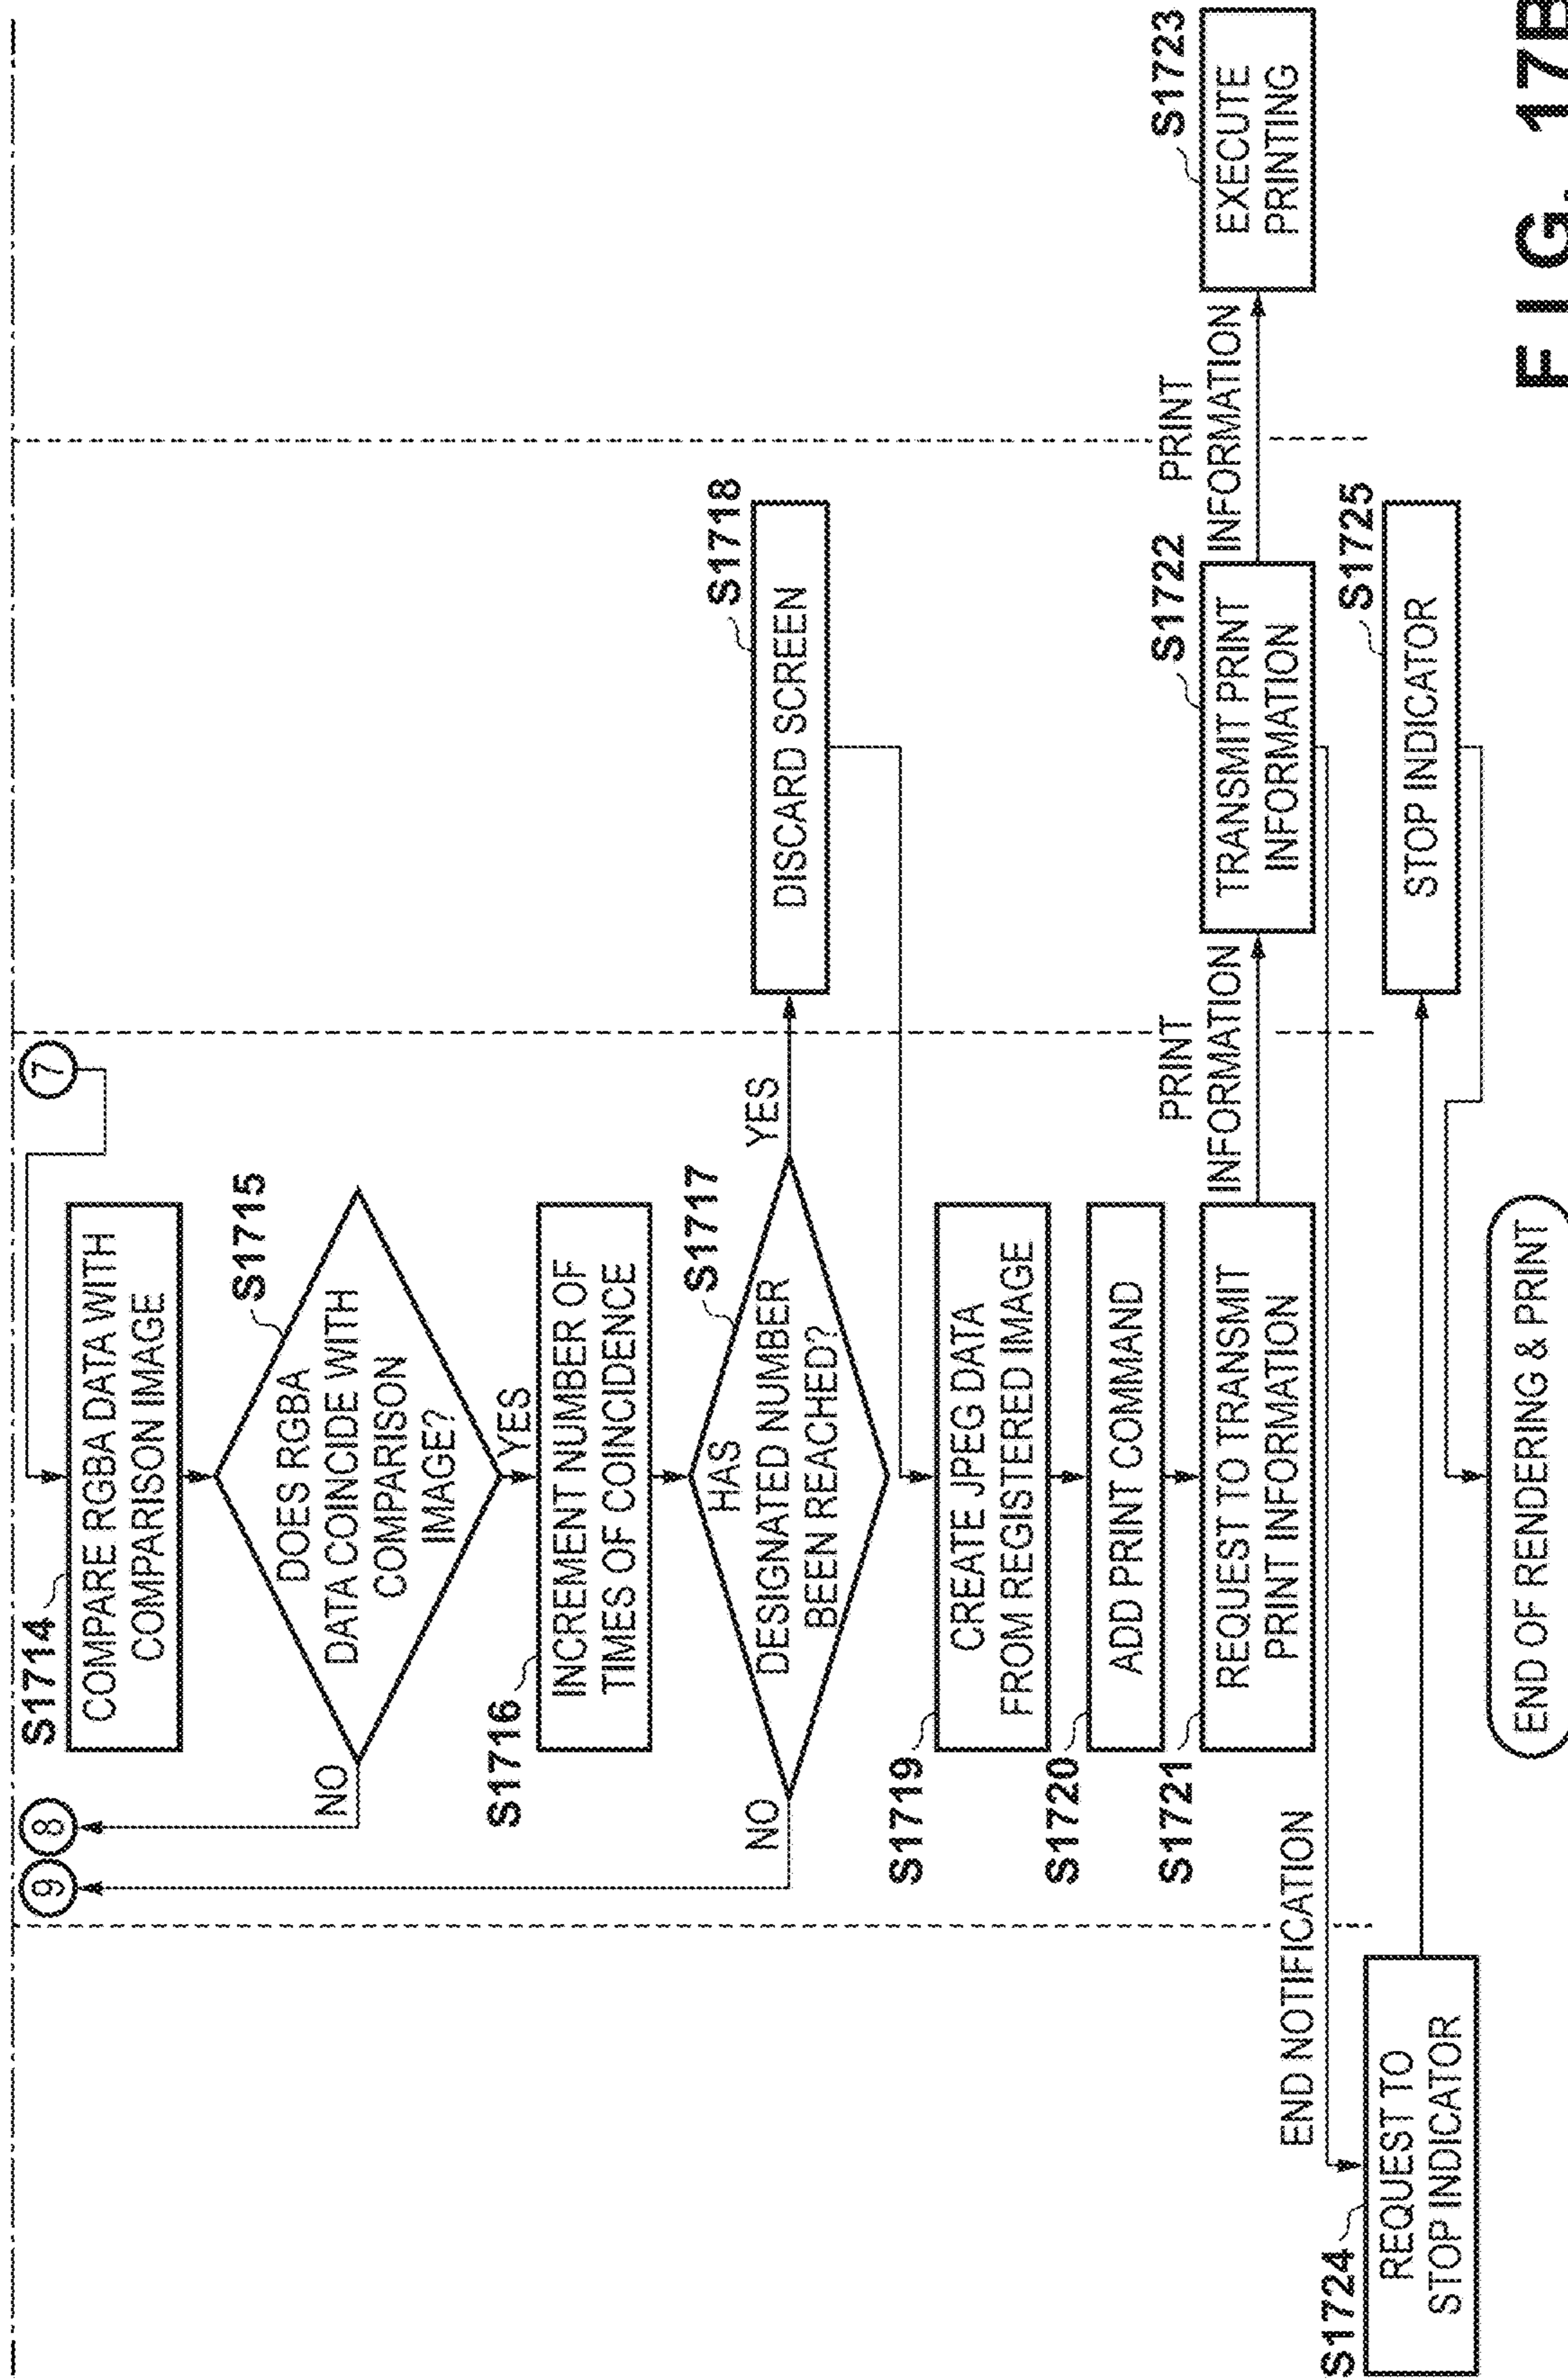 7
8
9
S1714
COMPARE RGBA DATA WITH
COMPARISON IMAGE
S1715
DOES RGBA
DATA COINCIDE WITH
COMPARISON
IMAGE?
NO
YES
S1716
INCREMENT NUMBER OF
TIMES OF COINCIDENCE
S1717
HAS
DESIGNATED NUMBER
BEEN REACHED?
NO
YES
S1718
DISCARD SCREEN
S1719
CREATE JPEG DATA
FROM REGISTERED IMAGE
S1720
ADD PRINT COMMAND
S1721
REQUEST TO TRANSMIT
PRINT INFORMATION
PRINT
INFORMATION
S1722
TRANSMIT PRINT
INFORMATION
PRINT
INFORMATION
S1723
EXECUTE
PRINTING
END NOTIFICATION
S1724
REQUEST TO
STOP INDICATOR
S1725
STOP INDICATOR
END OF RENDERING & PRINT
FIG. 17B